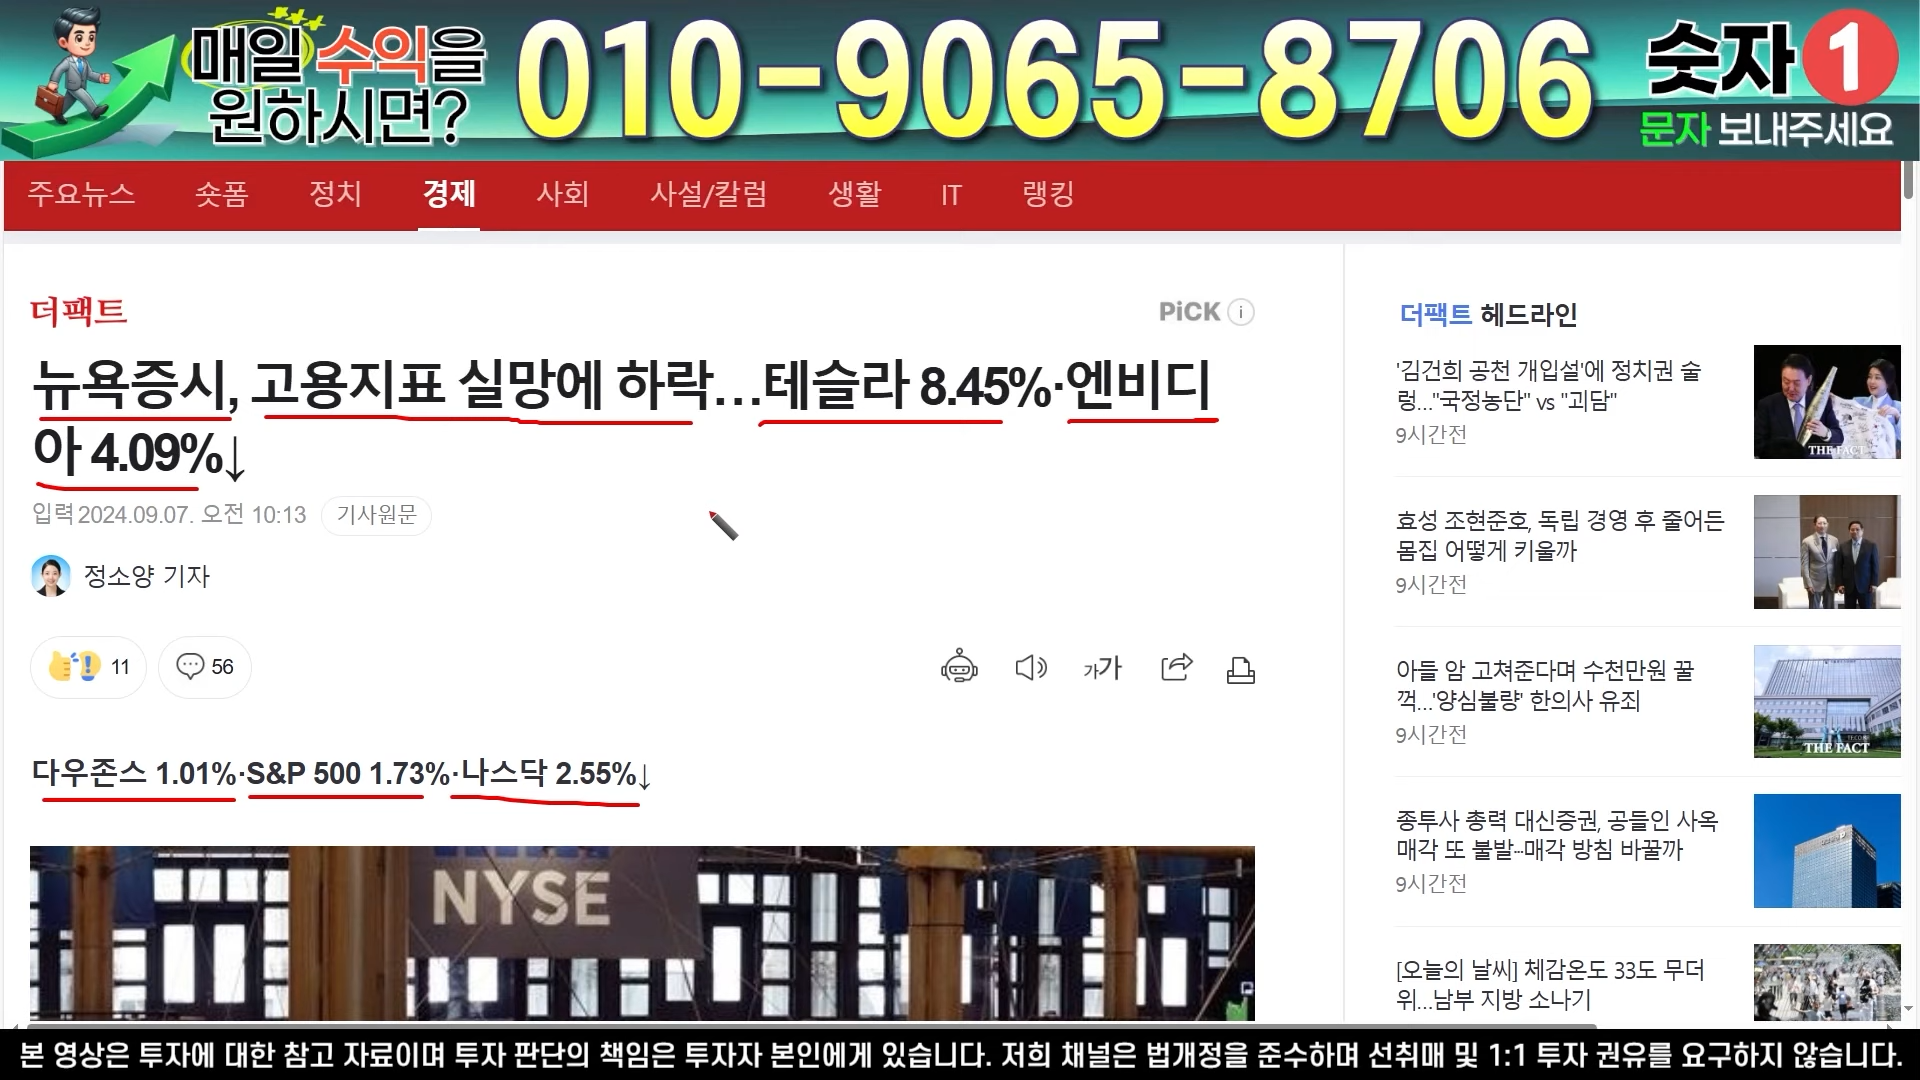 매일 수익을
원하시면?
010-9065-8706
숫자 1
문자 보내주세요
주요뉴스 숏폼 정치 경제 사회 사설/칼럼 생활 IT 랭킹
더팩트
PiCK i
뉴욕증시, 고용지표 실망에 하락…테슬라 8.45%·엔비디
아 4.09%↓
입력 2024.09.07. 오전 10:13 기사원문
정소양 기자
11 56
가가
다우존스 1.01%·S&P 500 1.73%·나스닥 2.55%↓
NYSE
더팩트 헤드라인
'김건희 공천 개입설'에 정치권 술
렁…"국정농단" vs "괴담"
9시간전
THE FACT
효성 조현준호, 독립 경영 후 줄어든
몸집 어떻게 키울까
9시간전
아들 암 고쳐준다며 수천만원 꿀
꺽…'양심불량' 한의사 유죄
9시간전
THE FACT
종투사 총력 대신증권, 공들인 사옥
매각 또 불발…매각 방침 바꿀까
9시간전
[오늘의 날씨] 체감온도 33도 무더
위…남부 지방 소나기
본 영상은 투자에 대한 참고 자료이며 투자 판단의 책임은 투자자 본인에게 있습니다. 저희 채널은 법개정을 준수하며 선취매 및 1:1 투자 권유를 요구하지 않습니다.